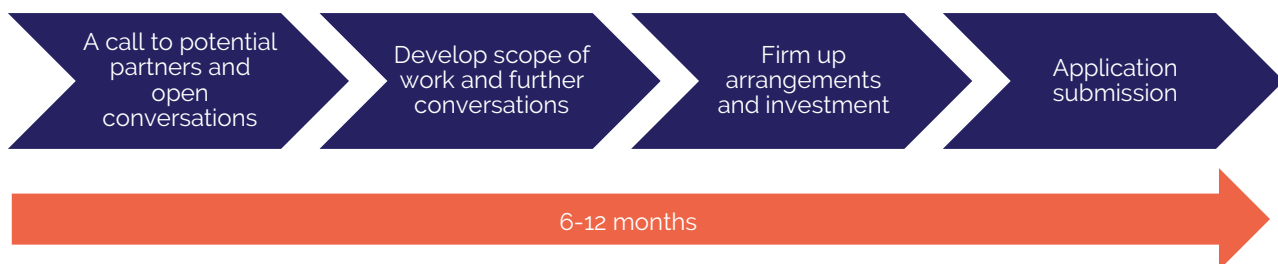 A call to potential
partners and
open
conversations
Develop scope of
work and further
conversations
Firm up
arrangements
and investment
Application
submission
6-12 months